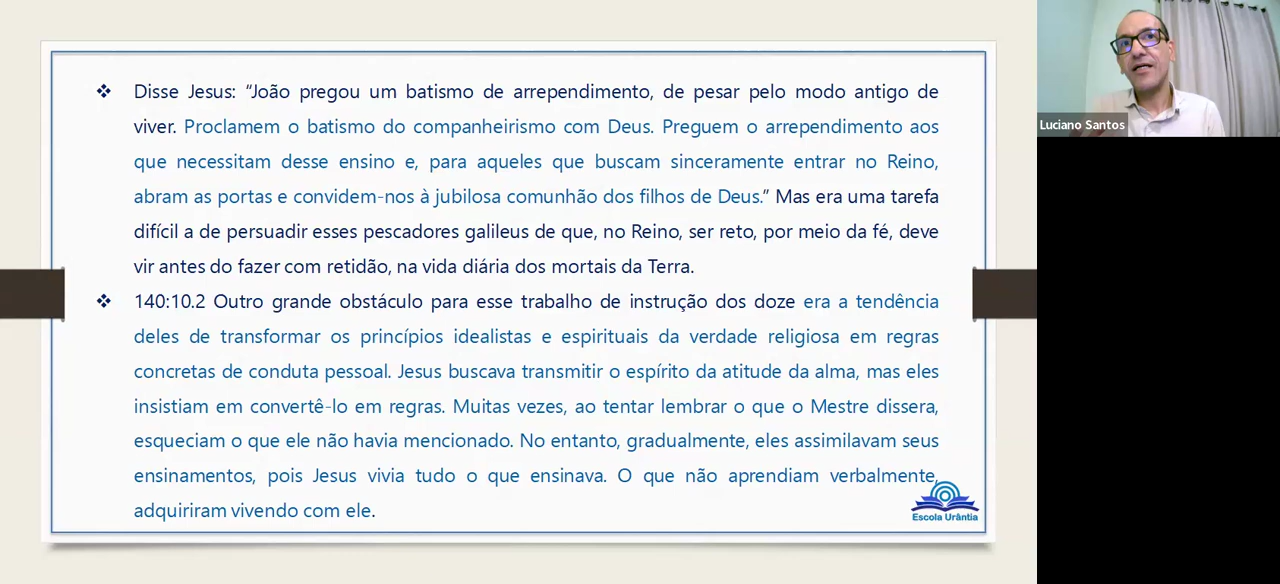 ❖ Disse Jesus: “João pregou um batismo de arrependimento, de pesar pelo modo antigo de
viver. Proclamem o batismo do companheirismo com Deus. Preguem o arrependimento aos
que necessitam desse ensino e, para aqueles que buscam sinceramente entrar no Reino,
abram as portas e convidem-nos à jubilosa comunhão dos filhos de Deus.” Mas era uma tarefa
difícil a de persuadir esses pescadores galileus de que, no Reino, ser reto, por meio da fé, deve
vir antes do fazer com retidão, na vida diária dos mortais da Terra.
❖ 140:10.2 Outro grande obstáculo para esse trabalho de instrução dos doze era a tendência
deles de transformar os princípios idealistas e espirituais da verdade religiosa em regras
concretas de conduta pessoal. Jesus buscava transmitir o espírito da atitude da alma, mas eles
insistiam em convertê-lo em regras. Muitas vezes, ao tentar lembrar o que o Mestre dissera,
esqueciam o que ele não havia mencionado. No entanto, gradualmente, eles assimilavam seus
ensinamentos, pois Jesus vivia tudo o que ensinava. O que não aprendiam verbalmente,
adquiriram vivendo com ele.
Escola Urântia
Luciano Santos